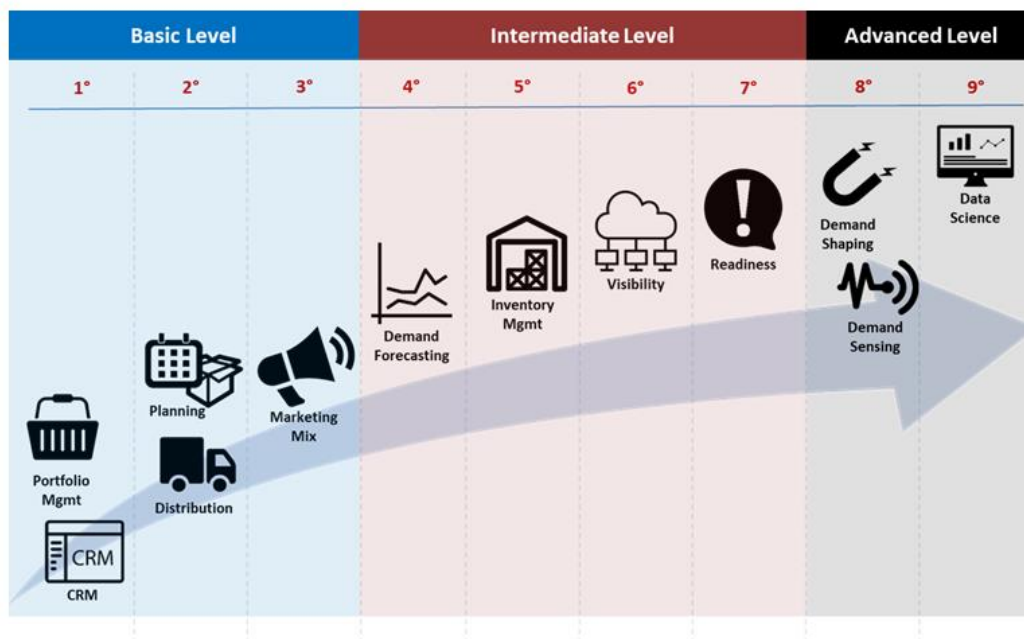 Basic Level
Intermediate Level
Advanced Level
1°
2°
3°
4°
5°
6°
7°
8°
9°
Portfolio
Mgmt
CRM
CRM
Planning
Distribution
Marketing
Mix
Demand
Forecasting
Inventory
Mgmt
Visibility
Readiness
Demand
Shaping
Demand
Sensing
Data
Science